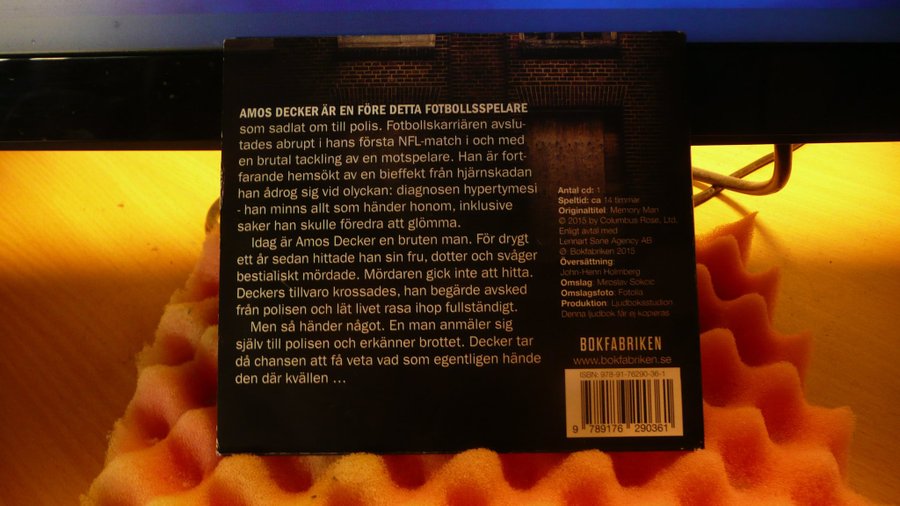 AMOS DECKER ÄR EN FÖRE DETTA FOTBOLLSSPELARE
som sadlat om till polis. Fotbollskarriären avslu-
tades abrupt i hans första NFL-match i och med
en brutal tackling av en motspelare. Han är fort-
farande hemsökt av en bieffekt från hjärnskadan
han ådrog sig vid olyckan: diagnosen hypertymesi
- han minns allt som händer honom, inklusive
saker han skulle föredra att glömma.
Idag är Amos Decker en bruten man. För drygt
ett år sedan hittade han sin fru, dotter och svåger
bestialiskt mördade. Mördaren gick inte att hitta.
Deckers tillvaro krossades, han begärde avsked
från polisen och lät livet rasa ihop fullständigt.
Men så händer något. En man anmäler sig
själv till polisen och erkänner brottet. Decker tar
då chansen att få veta vad som egentligen hände
den där kvällen ...
Antal cd: 1
Speltid: ca 14 timmar
Originaltitel: Memory Man
© 2015 by Columbus Rose, Ltd.
Enligt avtal med
Lennart Sane Agency AB
℗ Bokfabriken 2015
Översättning:
John-Henri Holmberg
Omslag: Miroslav Sokcic
Omslagsfoto: Fotolia
Produktion: Ljudboksstudion
Denna ljudbok får ej kopieras
BOKFABRIKEN
www.bokfabriken.se
ISBN: 978-91-76290-36-1
9 789176 290361